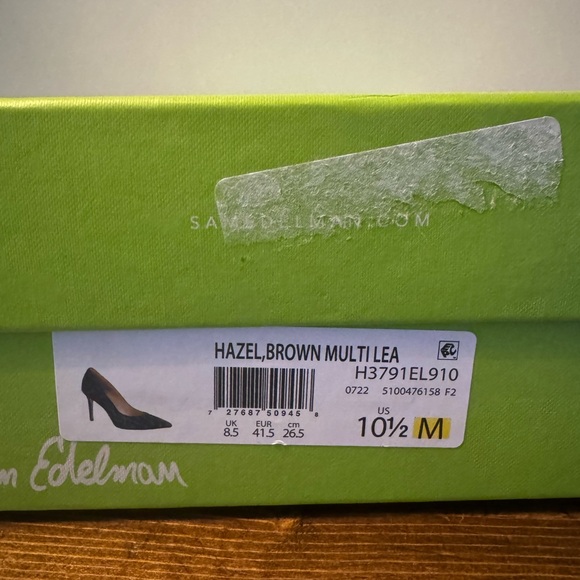 SAMEDELMAN.COM
HAZEL,BROWN MULTI LEA
H3791EL910
0722 5100476158 F2
7 27687 50945 8
UK EUR cm
8.5 41.5 26.5
US
10½ M
m Edelman